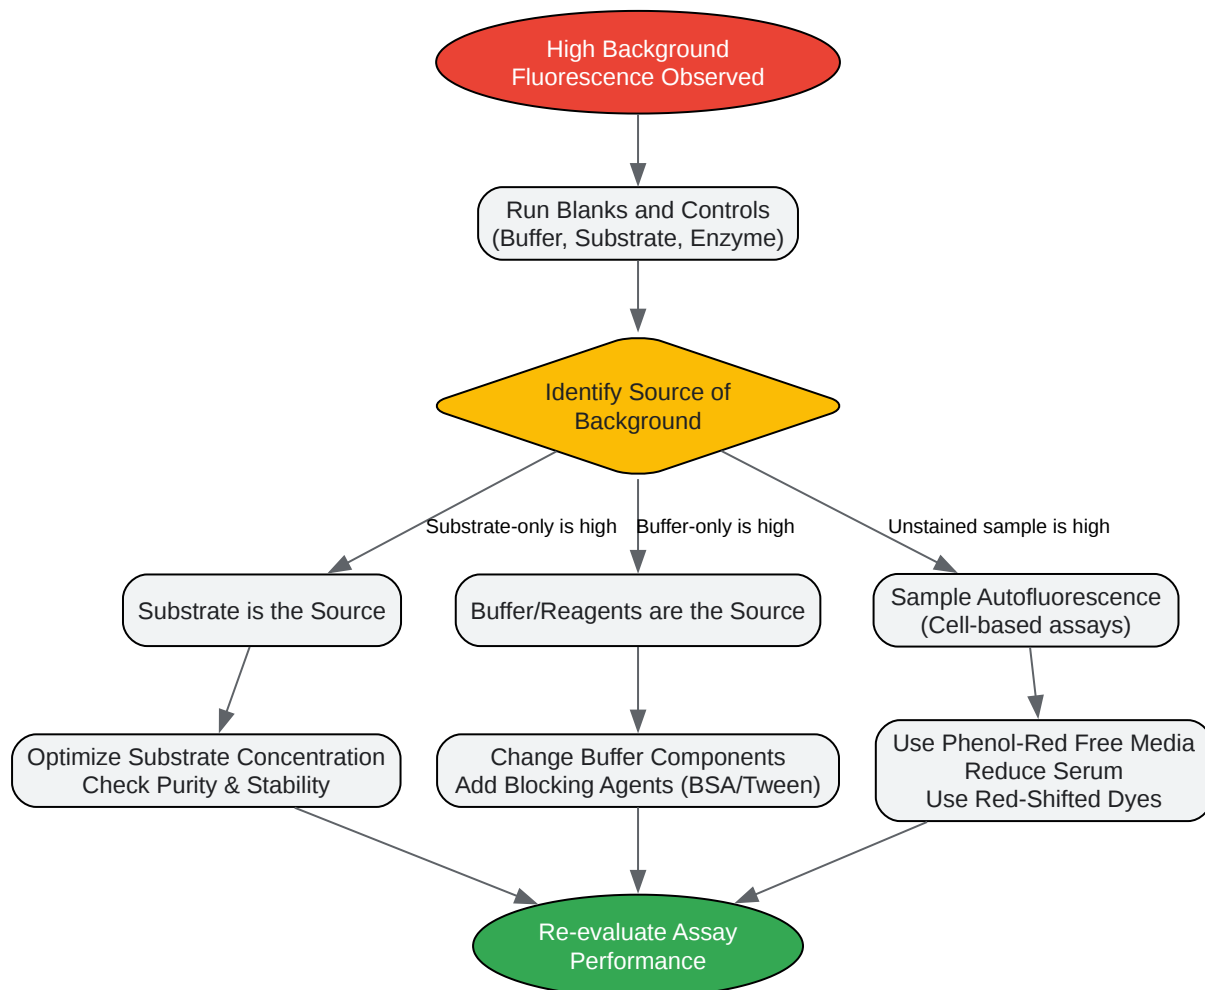 High Background
Fluorescence Observed
Run Blanks and Controls
(Buffer, Substrate, Enzyme)
Identify Source of
Background
Substrate-only is high
Buffer-only is high
Unstained sample is high
Substrate is the Source
Buffer/Reagents are the Source
Sample Autofluorescence
(Cell-based assays)
Optimize Substrate Concentration
Check Purity & Stability
Change Buffer Components
Add Blocking Agents (BSA/Tween)
Use Phenol-Red Free Media
Reduce Serum
Use Red-Shifted Dyes
Re-evaluate Assay
Performance